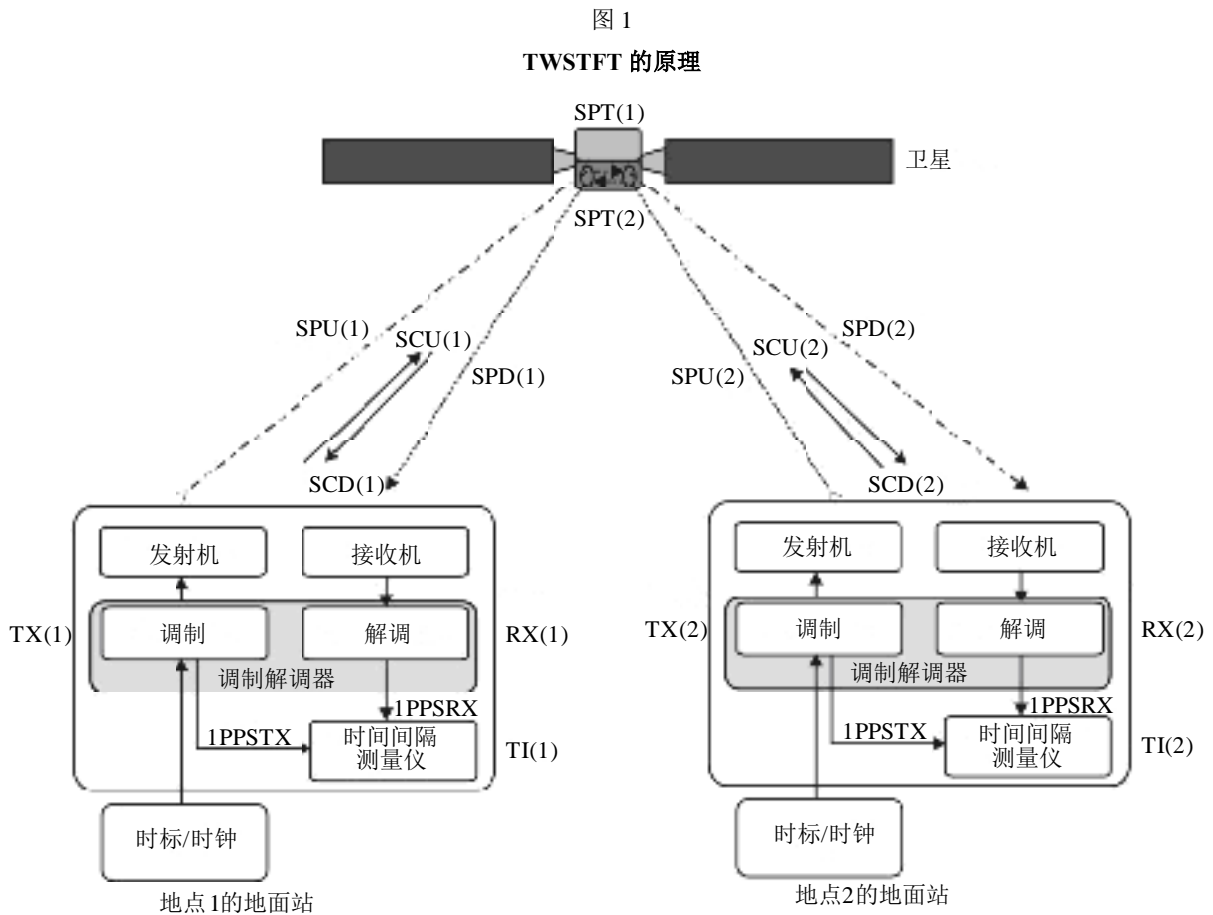 图 1
TWSTFT 的原理
SPT(1)
卫星
SPT(2)
SPU(1)
SCU(1)
SPD(1)
SCD(1)
SCU(2)
SPD(2)
SPU(2)
SCD(2)
发射机
接收机
TX(1)
调制
解调
RX(1)
调制解调器
1PPSRX
1PPSTX
时间间隔
测量仪
TI(1)
时标/时钟
地点1的地面站
发射机
接收机
TX(2)
调制
解调
RX(2)
调制解调器
1PPSRX
1PPSTX
时间间隔
测量仪
TI(2)
时标/时钟
地点2的地面站